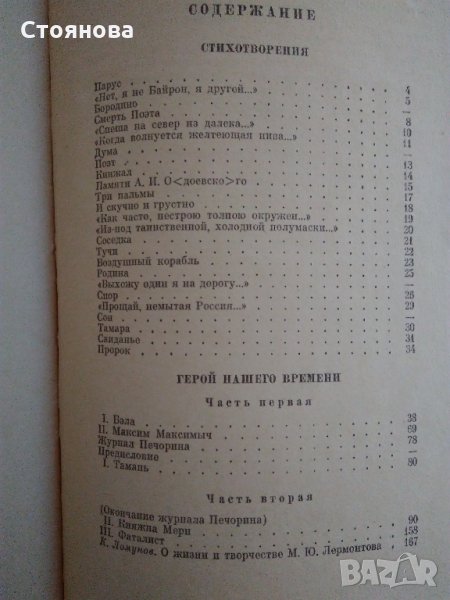 Стоянова
СОДЕРЖАНИЕ
СТИХОТВОРЕНИЯ
Парус . . . 4
«Нет, я не Байрон, я другой...» . . . 5
Бородино . . . —
Смерть Поэта . . . 8
«Спеша на север из далека...» . . . 10
«Когда волнуется желтеющая нива...» . . . 11
Дума . . . —
Поэт . . . 13
Кинжал . . . 14
Памяти А. И. О<доевско>го . . . 15
Три пальмы . . . 17
И скучно и грустно . . . 18
«Как часто, пестрою толпою окружен...» . . . 19
«Из-под таинственной, холодной полумаски...» . . . 20
Соседка . . . 21
Тучи . . . 22
Воздушный корабль . . . 23
Родина . . . 25
«Выхожу один я на дорогу...» . . . —
Спор . . . 26
«Прощай, немытая Россия...» . . . 29
Сон . . . —
Тамара . . . 30
Свиданье . . . 31
Пророк . . . 34
ГЕРОЙ НАШЕГО ВРЕМЕНИ
Часть первая
I. Бэла . . . 38
II. Максим Максимыч . . . 69
Журнал Печорина . . . 78
Предисловие . . . —
I. Тамань . . . 80
Часть вторая
(Окончание журнала Печорина)
II. Княжна Мери . . . 90
III. Фаталист . . . 158
К. Ломунов. О жизни и творчестве М. Ю. Лермонтова . 167
BAZAR.bg